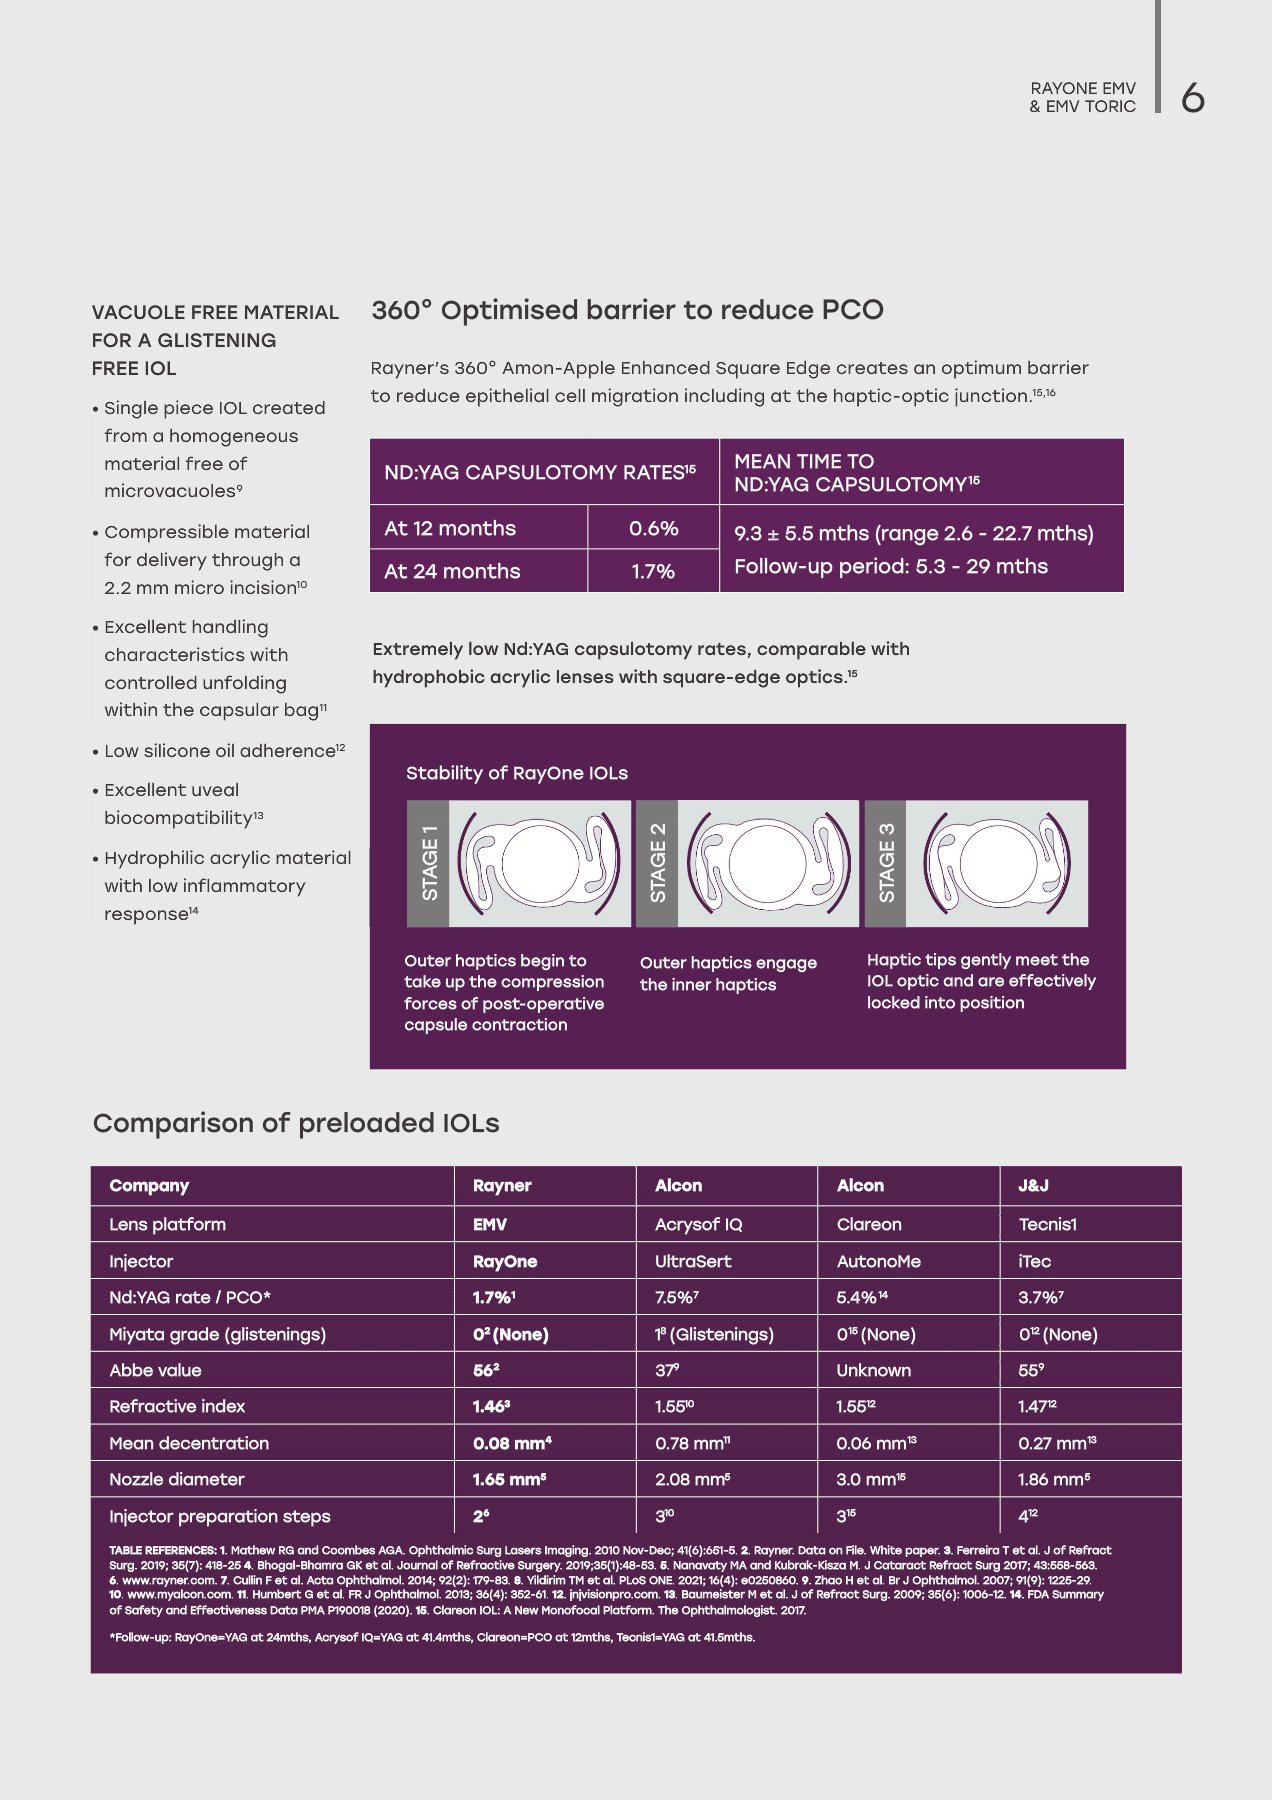 RAYONE EMV
& EMV TORIC
6
VACUOLE FREE MATERIAL
FOR A GLISTENING
FREE IOL
• Single piece IOL created
from a homogeneous
material free of
microvacuoles⁹
• Compressible material
for delivery through a
2.2 mm micro incision¹⁰
• Excellent handling
characteristics with
controlled unfolding
within the capsular bag¹¹
• Low silicone oil adherence¹²
• Excellent uveal
biocompatibility¹³
• Hydrophilic acrylic material
with low inflammatory
response¹⁴
360° Optimised barrier to reduce PCO
Rayner's 360° Amon-Apple Enhanced Square Edge creates an optimum barrier
to reduce epithelial cell migration including at the haptic-optic junction.¹⁵,¹⁶
ND:YAG CAPSULOTOMY RATES¹⁵
MEAN TIME TO
ND:YAG CAPSULOTOMY¹⁵
At 12 months 0.6%
At 24 months 1.7%
9.3 ± 5.5 mths (range 2.6 - 22.7 mths)
Follow-up period: 5.3 - 29 mths
Extremely low Nd:YAG capsulotomy rates, comparable with
hydrophobic acrylic lenses with square-edge optics.¹⁵
Stability of RayOne IOLs
STAGE 1
STAGE 2
STAGE 3
Outer haptics begin to
take up the compression
forces of post-operative
capsule contraction
Outer haptics engage
the inner haptics
Haptic tips gently meet the
IOL optic and are effectively
locked into position
Comparison of preloaded IOLs
Company Rayner Alcon Alcon J&J
Lens platform EMV Acrysof IQ Clareon Tecnis1
Injector RayOne UltraSert AutonoMe iTec
Nd:YAG rate / PCO* 1.7%¹ 7.5%⁷ 5.4%¹⁴ 3.7%⁷
Miyata grade (glistenings) 0² (None) 1⁸ (Glistenings) 0¹⁵ (None) 0¹² (None)
Abbe value 56² 37⁹ Unknown 55⁹
Refractive index 1.46³ 1.55¹⁰ 1.55¹² 1.47¹²
Mean decentration 0.08 mm⁴ 0.78 mm¹¹ 0.06 mm¹³ 0.27 mm¹³
Nozzle diameter 1.65 mm⁵ 2.08 mm⁵ 3.0 mm¹⁵ 1.86 mm⁵
Injector preparation steps 2⁶ 3¹⁰ 3¹⁵ 4¹²
TABLE REFERENCES: 1. Mathew RG and Coombes AGA. Ophthalmic Surg Lasers Imaging. 2010 Nov-Dec; 41(6):651-5. 2. Rayner. Data on File. White paper. 3. Ferreira T et al. J of Refract
Surg. 2019; 35(7): 418-25 4. Bhogal-Bhamra GK et al. Journal of Refractive Surgery. 2019;35(1):48-53. 5. Nanavaty MA and Kubrak-Kisza M. J Cataract Refract Surg 2017; 43:558-563.
6. www.rayner.com. 7. Cullin F et al. Acta Ophthalmol. 2014; 92(2): 179-83. 8. Yildirim TM et al. PLoS ONE. 2021; 16(4): e0250860. 9. Zhao H et al. Br J Ophthalmol. 2007; 91(9): 1225-29.
10. www.myalcon.com. 11. Humbert G et al. FR J Ophthalmol. 2013; 36(4): 352-61. 12. jnjvisionpro.com. 13. Baumeister M et al. J of Refract Surg. 2009; 35(6): 1006-12. 14. FDA Summary
of Safety and Effectiveness Data PMA P190018 (2020). 15. Clareon IOL: A New Monofocal Platform. The Ophthalmologist. 2017.
*Follow-up: RayOne=YAG at 24mths, Acrysof IQ=YAG at 41.4mths, Clareon=PCO at 12mths, Tecnis1=YAG at 41.5mths.